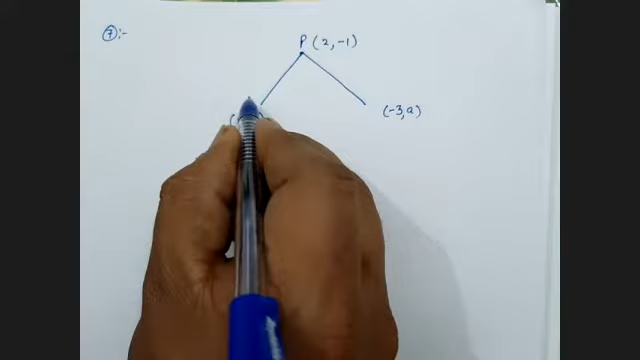 ⑦:-
P (2, -1)
(-3, a)
(